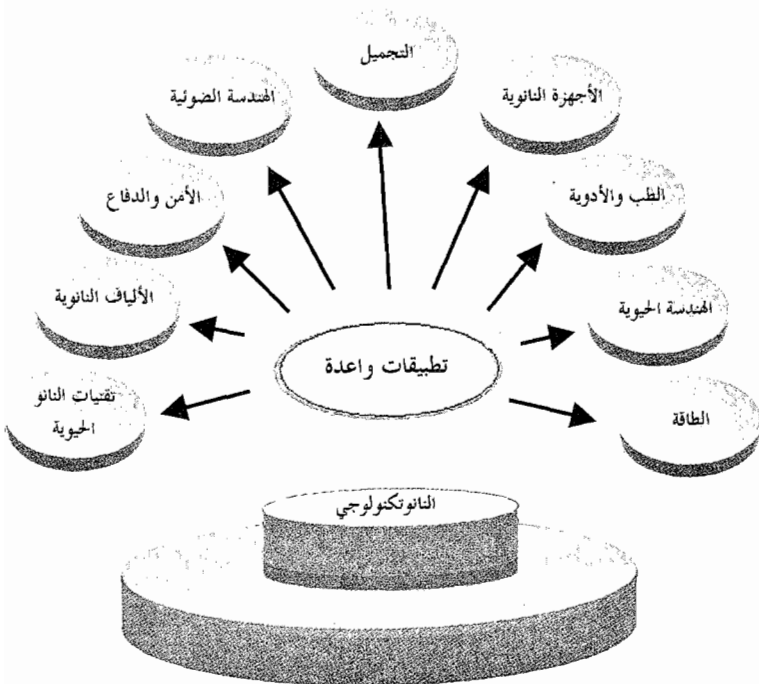 التجميل
الأجهزة النانوية
الهندسة الضوئية
الطب والأدوية
الأمن والدفاع
الهندسة الحيوية
الألياف النانوية
تطبيقات واعدة
الطاقة
تقنيات النانو
الحيوية
النانوتكنولوجي